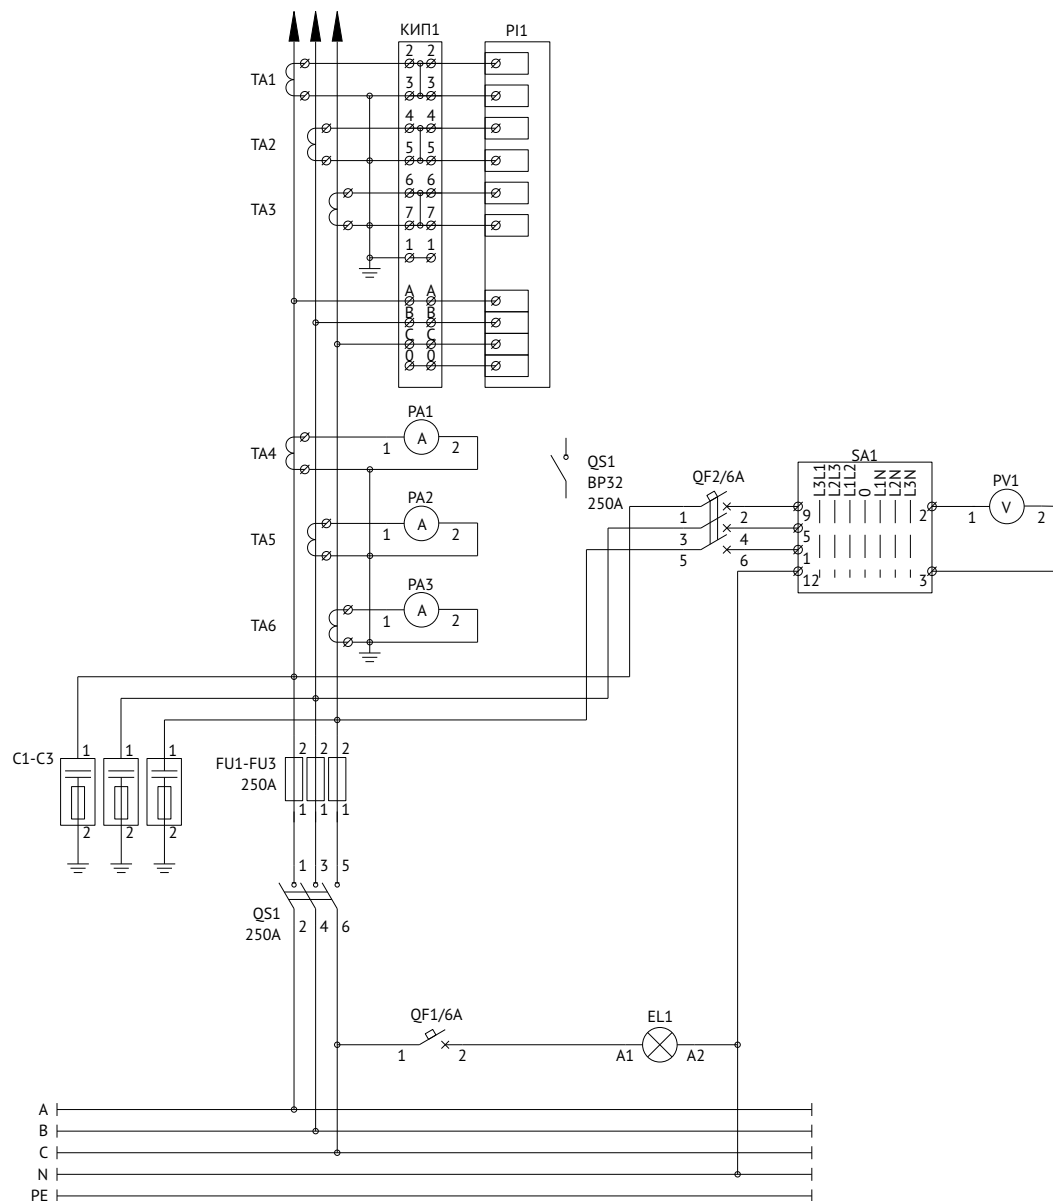 КИП1
PI1
TA1
2 2
3 3
TA2
4 4
5 5
TA3
6 6
7 7
1 1
A A
B B
C C
0 0
PA1
TA4
1 A 2
PA2
TA5
1 A 2
PA3
TA6
1 A 2
QS1
BP32
250A
QF2/6A
1 2
3 4
5 6
SA1
L3L1
L2L3
L1L2
0
L1N
L2N
L3N
9
5
1
12
2
3
PV1
1 V 2
C1-C3
1 1 1
2 2 2
FU1-FU3
250A
2 2 2
1 1 1
1 3 5
QS1
250A
2 4 6
QF1/6A
1 2
EL1
A1 A2
A
B
C
N
PE